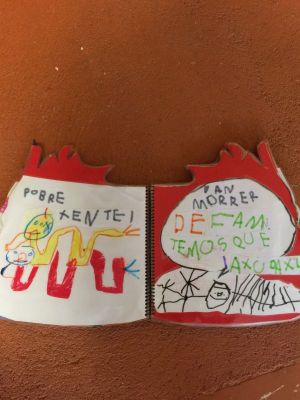 POBRE
XENTE!
VAN
MORRER
DE FAM
TEMOS QUE